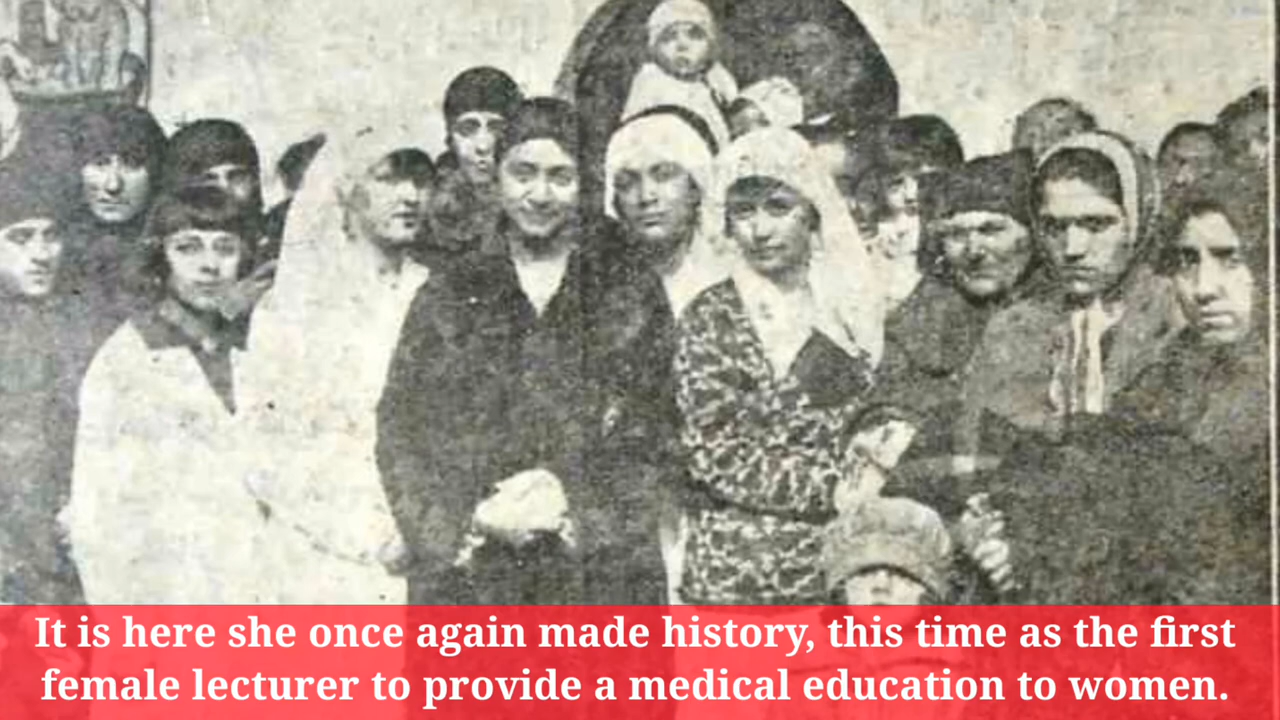 It is here she once again made history, this time as the first
female lecturer to provide a medical education to women.